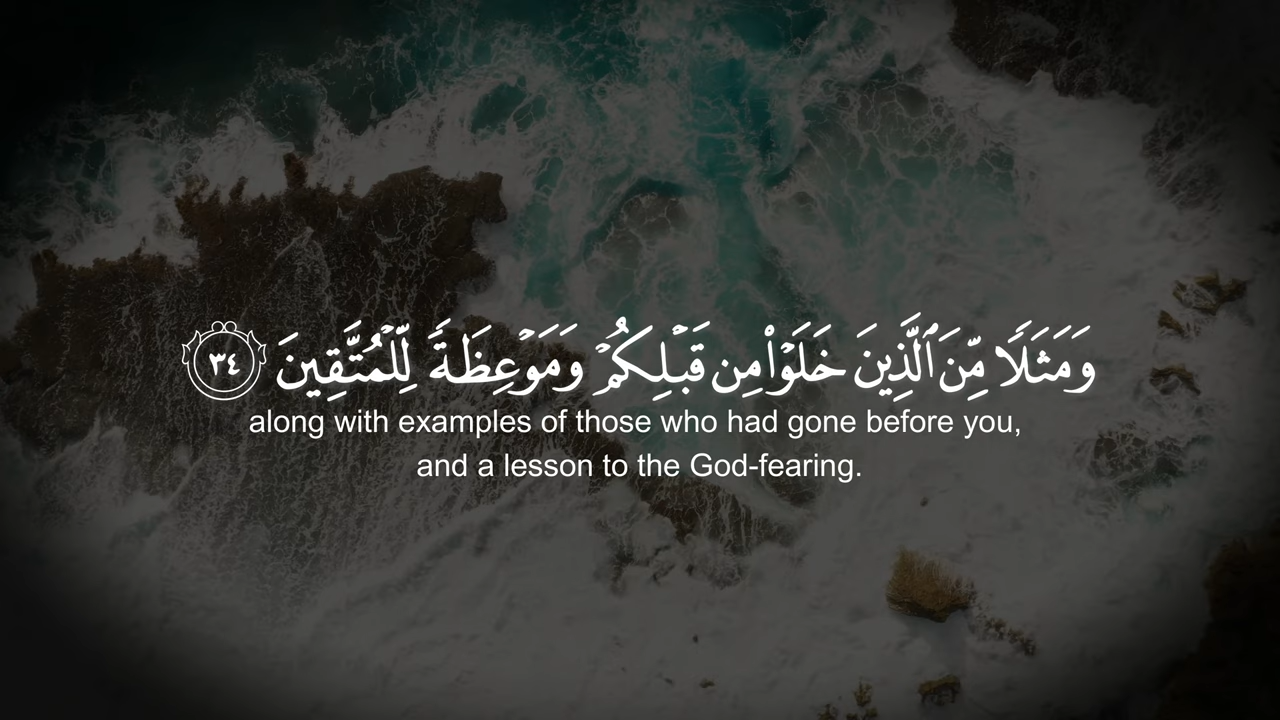 وَمَثَلًا مِّنَ ٱلَّذِينَ خَلَوْا۟ مِن قَبْلِكُمْ وَمَوْعِظَةً لِّلْمُتَّقِينَ ٣٤
along with examples of those who had gone before you,
and a lesson to the God-fearing.